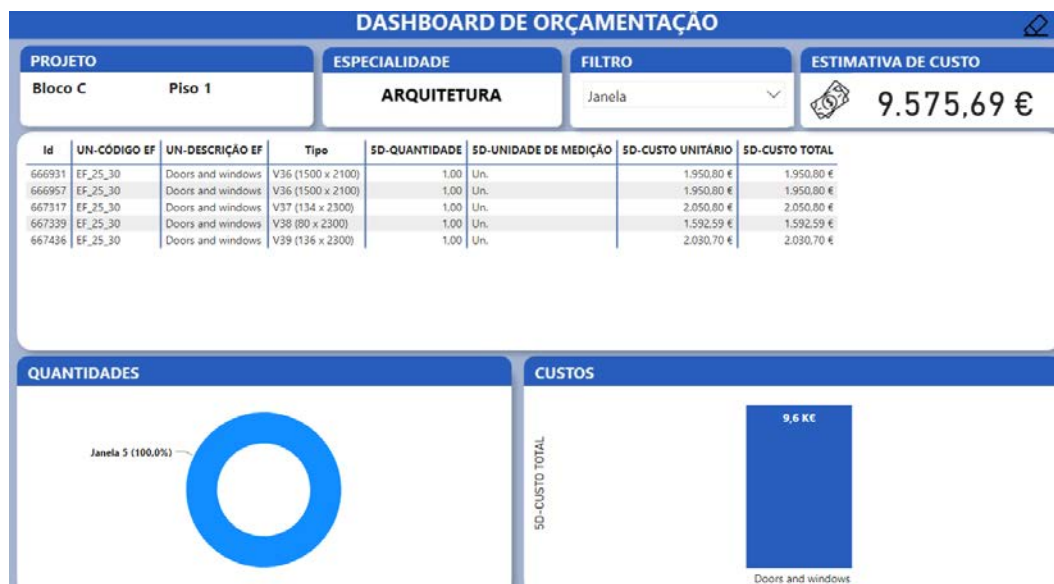 DASHBOARD DE ORÇAMENTAÇÃO
PROJETO
Bloco C Piso 1
ESPECIALIDADE
ARQUITETURA
FILTRO
Janela
ESTIMATIVA DE CUSTO
9.575,69 €
Id UN-CÓDIGO EF UN-DESCRIÇÃO EF Tipo 5D-QUANTIDADE 5D-UNIDADE DE MEDIÇÃO 5D-CUSTO UNITÁRIO 5D-CUSTO TOTAL
666931 EF_25_30 Doors and windows V36 (1500 x 2100) 1,00 Un. 1.950,80 € 1.950,80 €
666957 EF_25_30 Doors and windows V36 (1500 x 2100) 1,00 Un. 1.950,80 € 1.950,80 €
667317 EF_25_30 Doors and windows V37 (134 x 2300) 1,00 Un. 2.050,80 € 2.050,80 €
667339 EF_25_30 Doors and windows V38 (80 x 2300) 1,00 Un. 1.592,59 € 1.592,59 €
667436 EF_25_30 Doors and windows V39 (136 x 2300) 1,00 Un. 2.030,70 € 2.030,70 €
QUANTIDADES
Janela 5 (100,0%)
CUSTOS
9,6 K€
5D-CUSTO TOTAL
Doors and windows